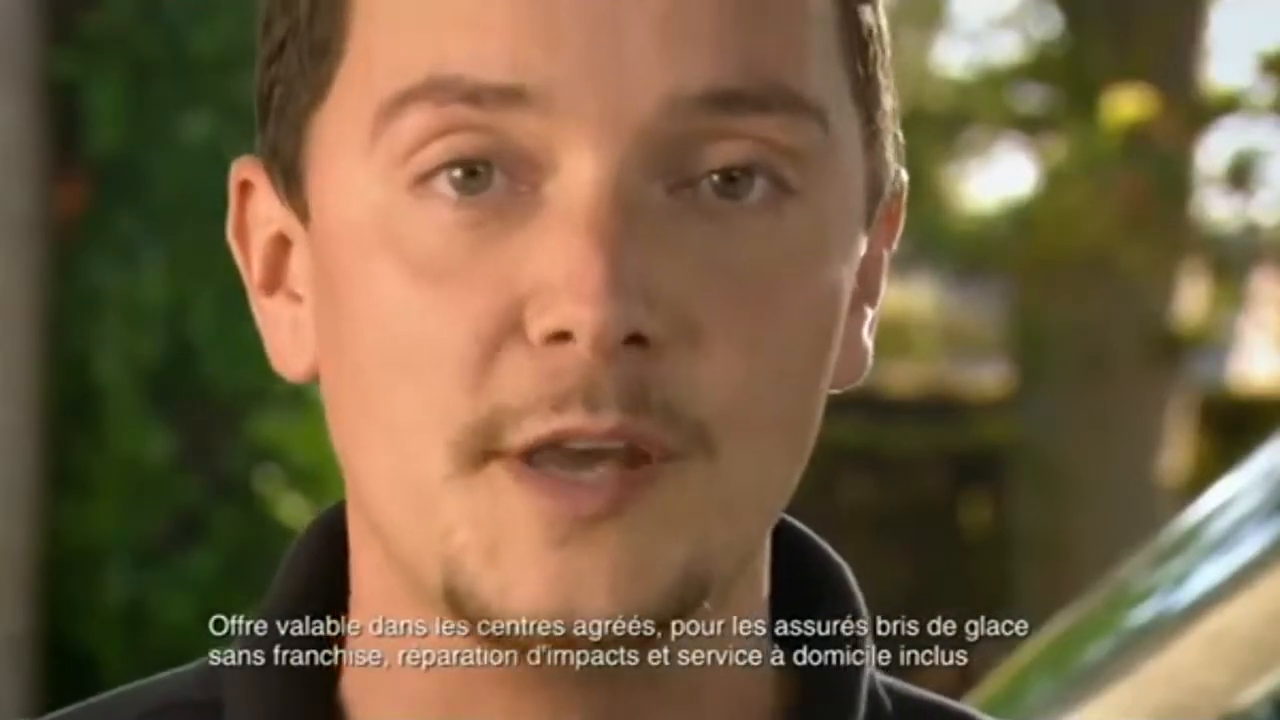 Offre valable dans les centres agréés, pour les assurés bris de glace
sans franchise, réparation d'impacts et service à domicile inclus